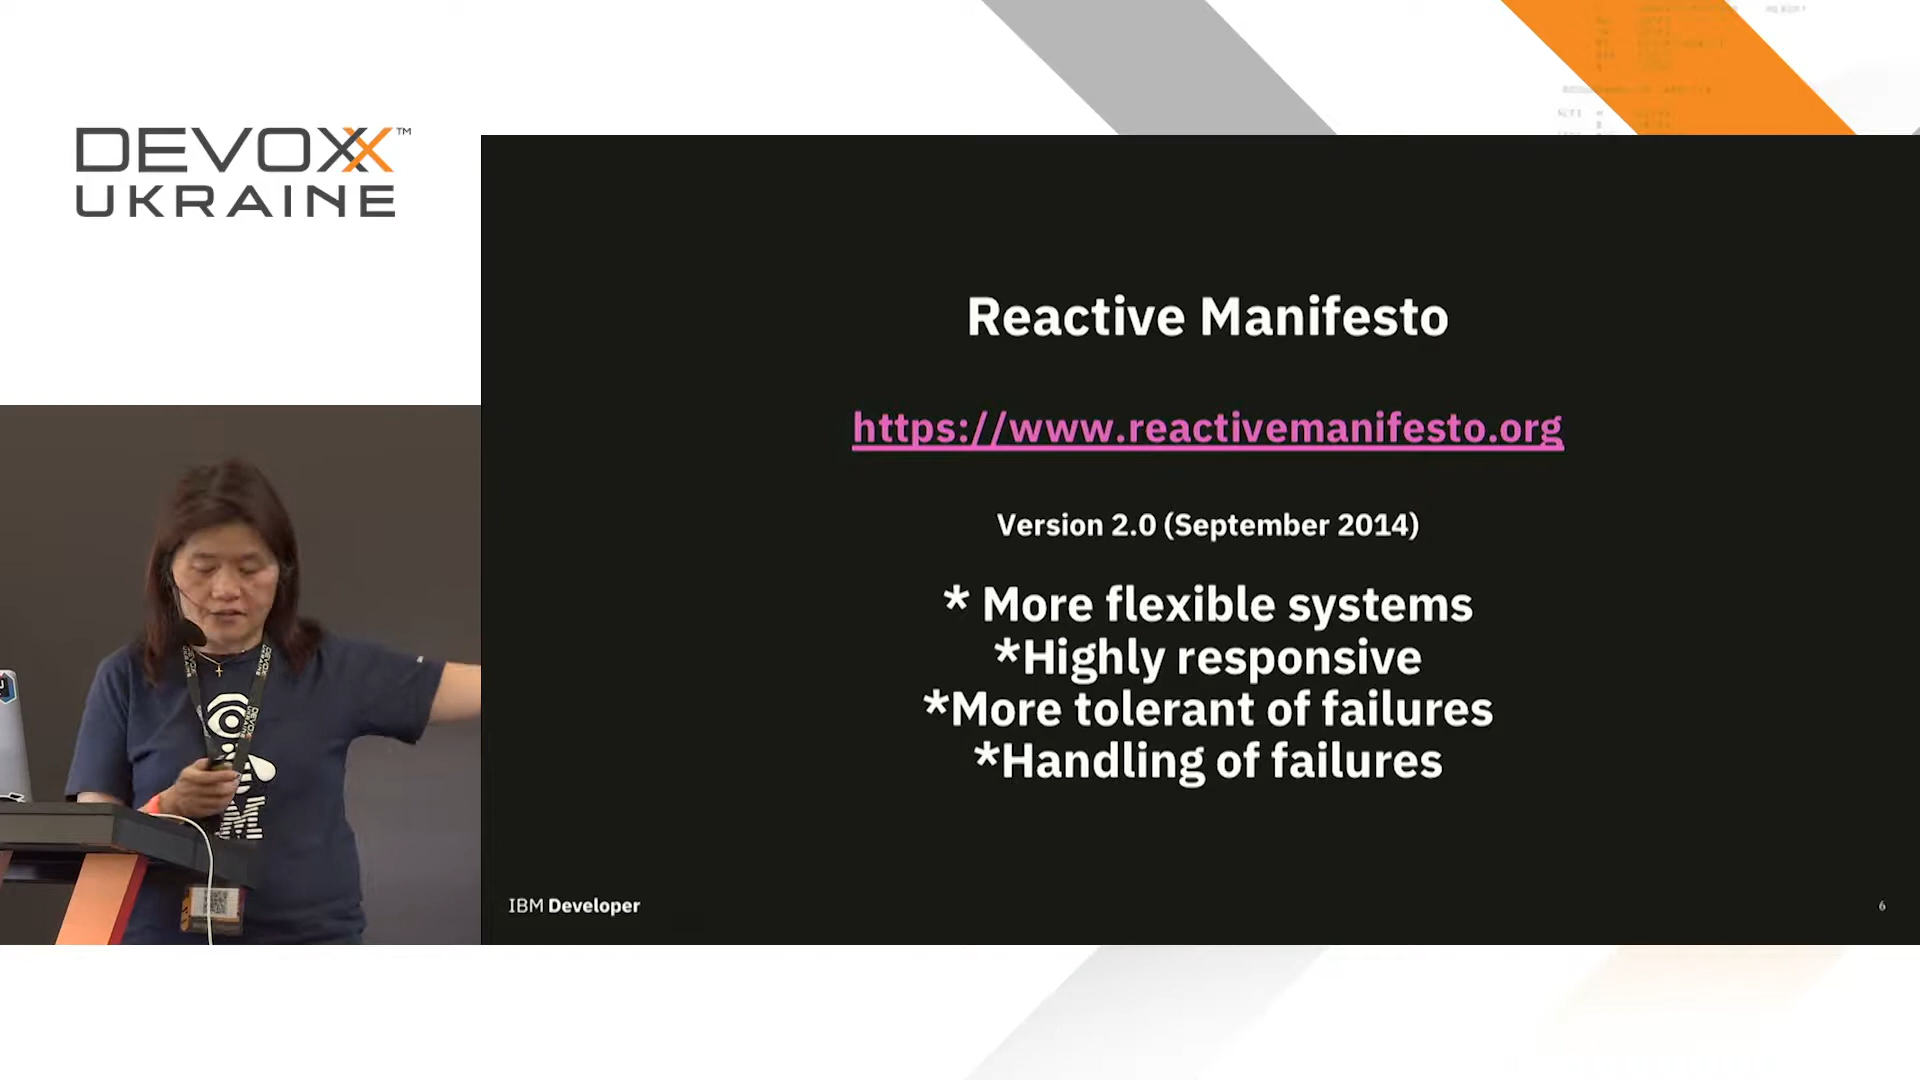 DEVOXX™
UKRAINE
Reactive Manifesto
https://www.reactivemanifesto.org
Version 2.0 (September 2014)
* More flexible systems
*Highly responsive
*More tolerant of failures
*Handling of failures
IBM Developer
6